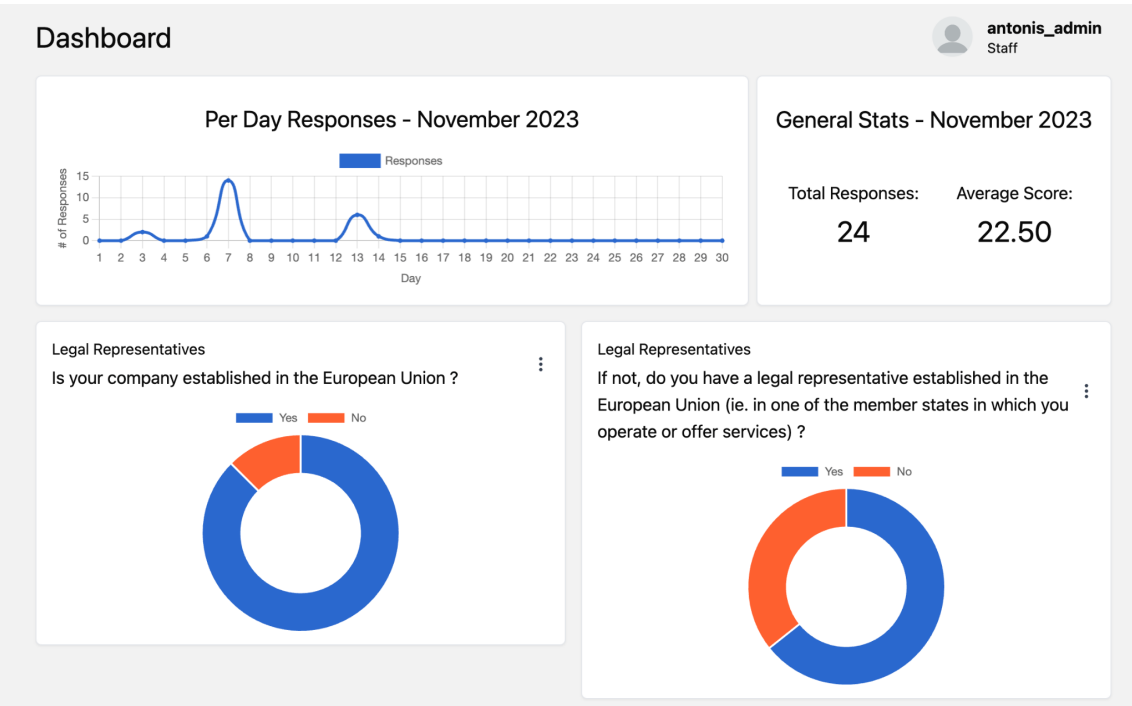 Dashboard
antonis_admin
Staff
Per Day Responses - November 2023
Responses
# of Responses
15
10
5
0
1 2 3 4 5 6 7 8 9 10 11 12 13 14 15 16 17 18 19 20 21 22 23 24 25 26 27 28 29 30
Day
General Stats - November 2023
Total Responses: Average Score:
24 22.50
Legal Representatives
Is your company established in the European Union ?
Yes No
Legal Representatives
If not, do you have a legal representative established in the
European Union (ie. in one of the member states in which you
operate or offer services) ?
Yes No